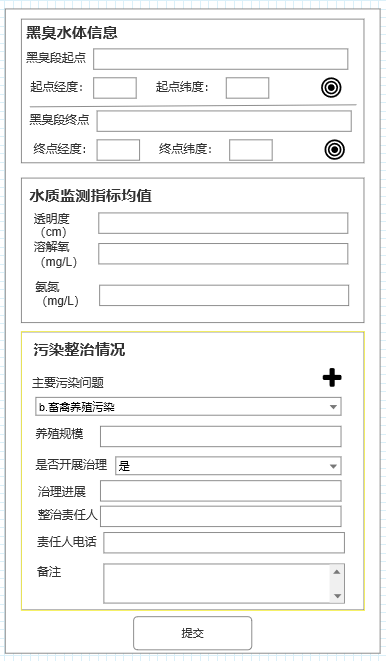 黑臭水体信息
黑臭段起点
起点经度： 起点纬度：
黑臭段终点
终点经度： 终点纬度：
水质监测指标均值
透明度
（cm）
溶解氧
（mg/L）
氨氮
（mg/L）
污染整治情况
主要污染问题
b.畜禽养殖污染
养殖规模
是否开展治理 是
治理进展
整治责任人
责任人电话
备注
提交